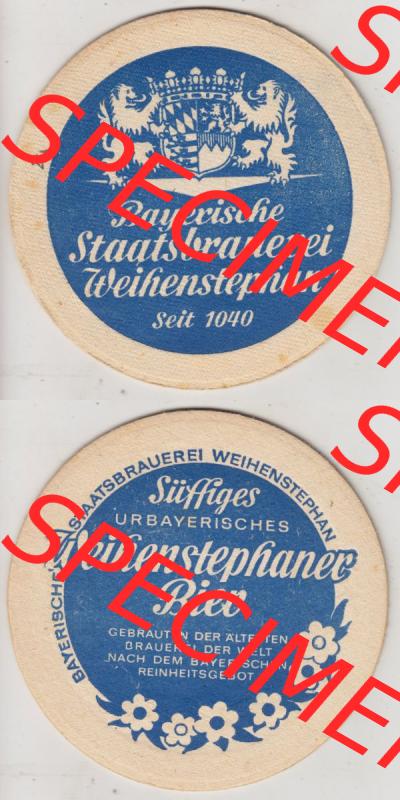 Bayerische
Staatsbrauerei
Weihenstephan
Seit 1040
SPECIMEN
BAYERISCHE STAATSBRAUEREI WEIHENSTEPHAN
Süffiges
URBAYERISCHES
Weihenstephaner
Bier
GEBRAUT IN DER ÄLTESTEN
BRAUEREI DER WELT
NACH DEM BAYERISCHEN
REINHEITSGEBOT
SPECIMEN